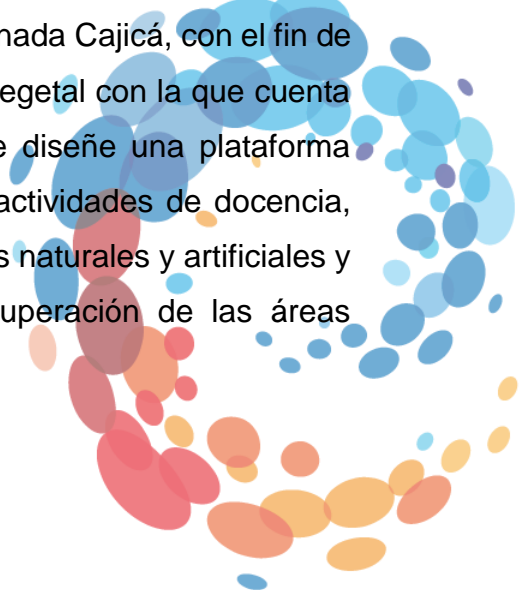 nada Cajicá, con el fin de
egetal con la que cuenta
e diseñe una plataforma
actividades de docencia,
s naturales y artificiales y
uperación de las áreas